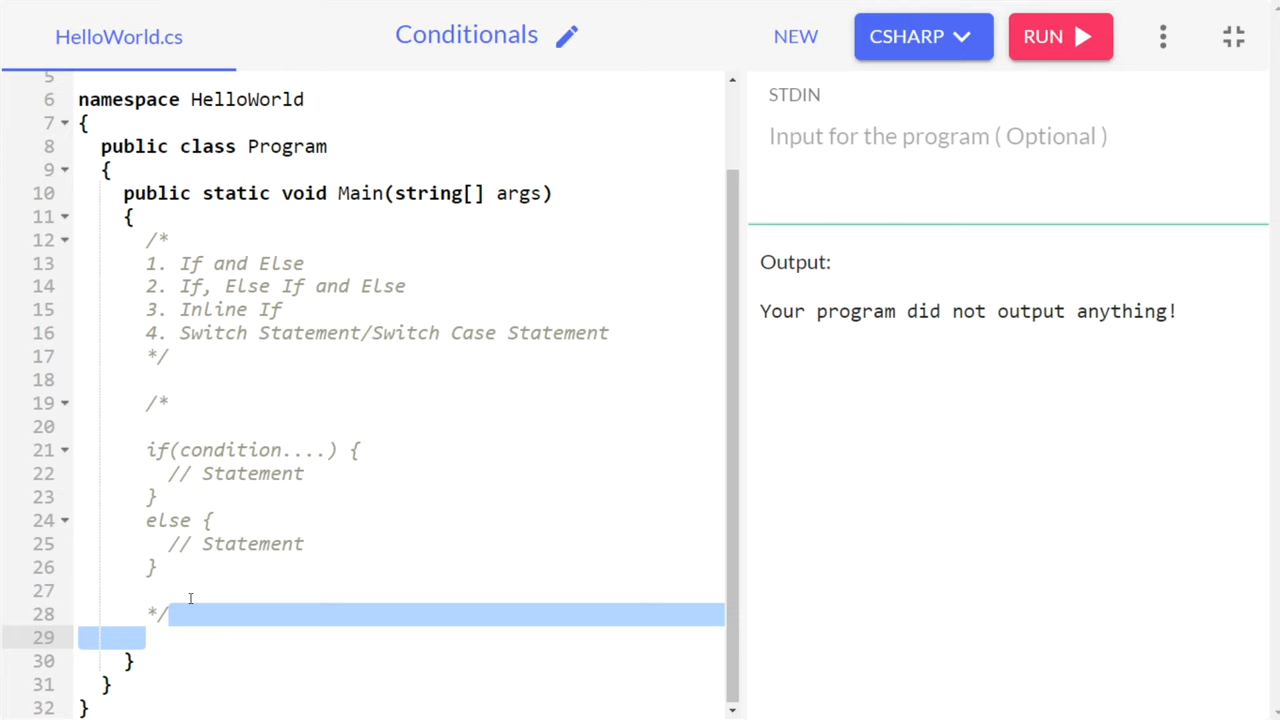 HelloWorld.cs
Conditionals
NEW
CSHARP
RUN
5
6 namespace HelloWorld
7 {
8 public class Program
9 {
10 public static void Main(string[] args)
11 {
12 /*
13 1. If and Else
14 2. If, Else If and Else
15 3. Inline If
16 4. Switch Statement/Switch Case Statement
17 */
18
19 /*
20
21 if(condition....) {
22 // Statement
23 }
24 else {
25 // Statement
26 }
27
28 */
29
30 }
31 }
32 }
STDIN
Input for the program ( Optional )
Output:
Your program did not output anything!